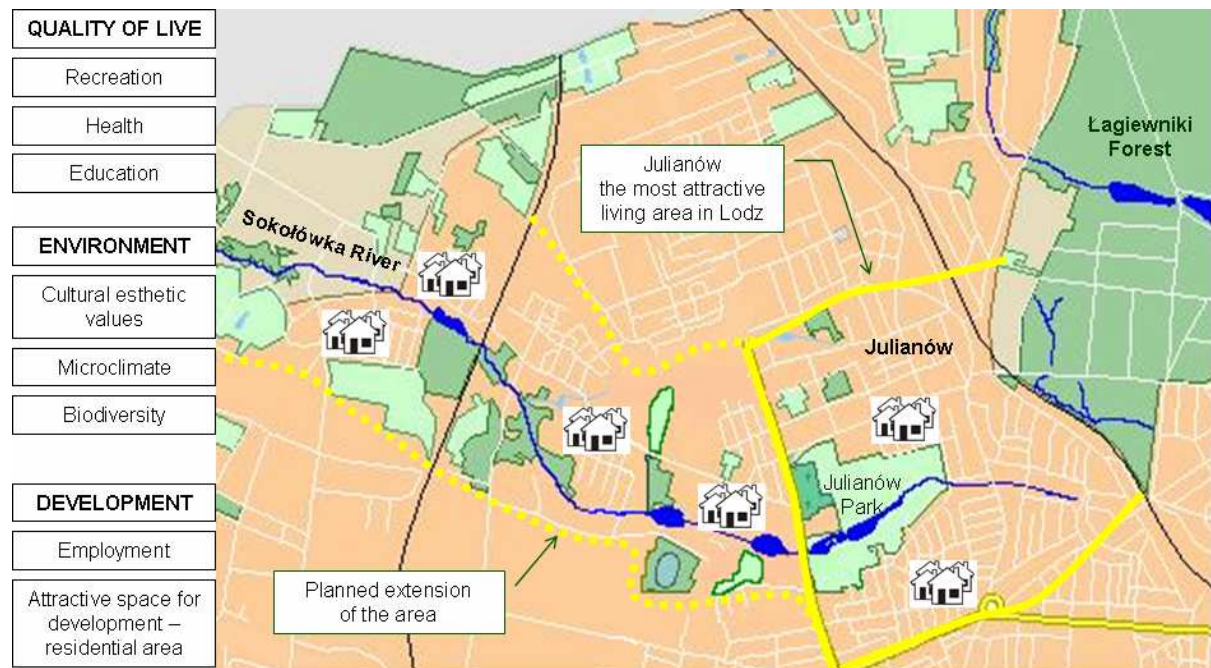 QUALITY OF LIVE
Recreation
Health
Education
ENVIRONMENT
Cultural esthetic
values
Microclimate
Biodiversity
DEVELOPMENT
Employment
Attractive space for
development –
residential area
Łagiewniki
Forest
Julianów
the most attractive
living area in Lodz
Sokołówka River
Julianów
Julianów
Park
Planned extension
of the area